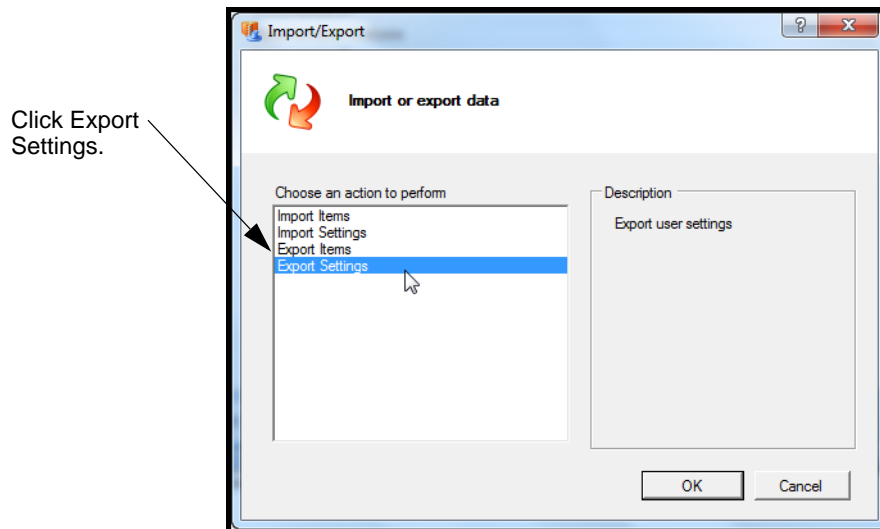 Import/Export
Import or export data
Click Export
Settings.
Choose an action to perform
Import Items
Import Settings
Export Items
Export Settings
Description
Export user settings
OK
Cancel